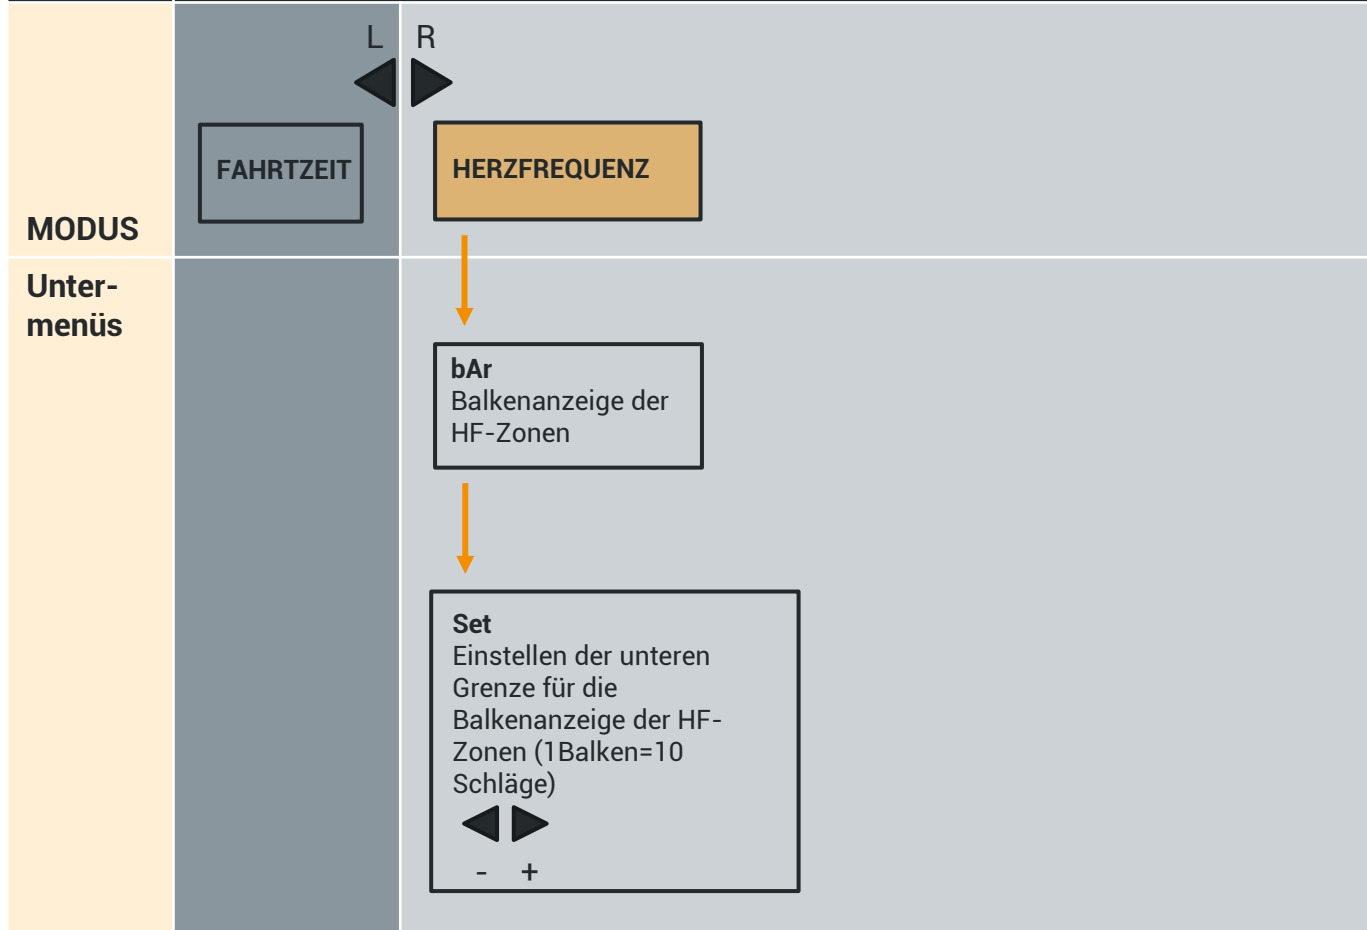 L R
FAHRTZEIT
HERZFREQUENZ
MODUS
Unter-
menüs
bAr
Balkenanzeige der
HF-Zonen
Set
Einstellen der unteren
Grenze für die
Balkenanzeige der HF-
Zonen (1Balken=10
Schläge)
- +